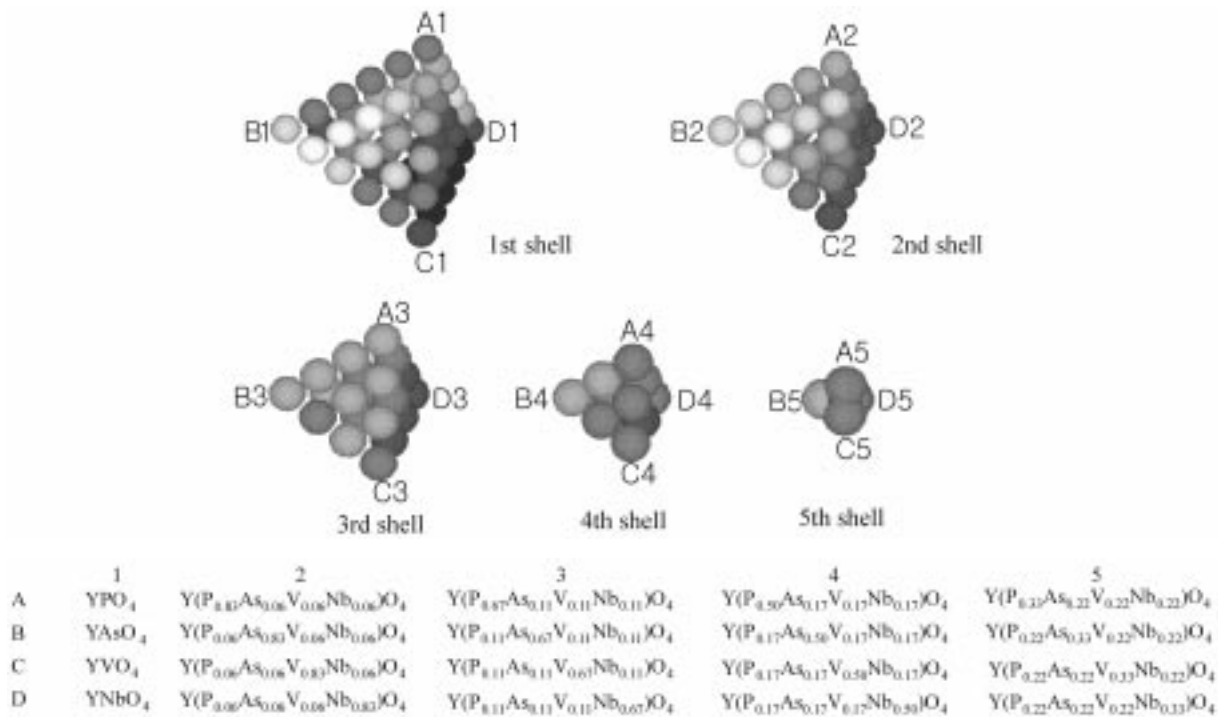 A1
B1
D1
C1
1st shell
A2
B2
D2
C2
2nd shell
A3
B3
D3
C3
3rd shell
A4
B4
D4
C4
4th shell
A5
B5
D5
C5
5th shell
1 2 3 4 5
A YPO₄ Y(P₀.₈₃As₀.₀₆V₀.₀₆Nb₀.₀₆)O₄ Y(P₀.₆₇As₀.₁₁V₀.₁₁Nb₀.₁₁)O₄ Y(P₀.₅₀As₀.₁₇V₀.₁₇Nb₀.₁₇)O₄ Y(P₀.₃₃As₀.₂₂V₀.₂₂Nb₀.₂₂)O₄
B YAsO₄ Y(P₀.₀₆As₀.₈₃V₀.₀₆Nb₀.₀₆)O₄ Y(P₀.₁₁As₀.₆₇V₀.₁₁Nb₀.₁₁)O₄ Y(P₀.₁₇As₀.₅₀V₀.₁₇Nb₀.₁₇)O₄ Y(P₀.₂₂As₀.₃₃V₀.₂₂Nb₀.₂₂)O₄
C YVO₄ Y(P₀.₀₆As₀.₀₆V₀.₈₃Nb₀.₀₆)O₄ Y(P₀.₁₁As₀.₁₁V₀.₆₇Nb₀.₁₁)O₄ Y(P₀.₁₇As₀.₁₇V₀.₅₀Nb₀.₁₇)O₄ Y(P₀.₂₂As₀.₂₂V₀.₃₃Nb₀.₂₂)O₄
D YNbO₄ Y(P₀.₀₆As₀.₀₆V₀.₀₆Nb₀.₈₃)O₄ Y(P₀.₁₁As₀.₁₁V₀.₁₁Nb₀.₆₇)O₄ Y(P₀.₁₇As₀.₁₇V₀.₁₇Nb₀.₅₀)O₄ Y(P₀.₂₂As₀.₂₂V₀.₂₂Nb₀.₃₃)O₄